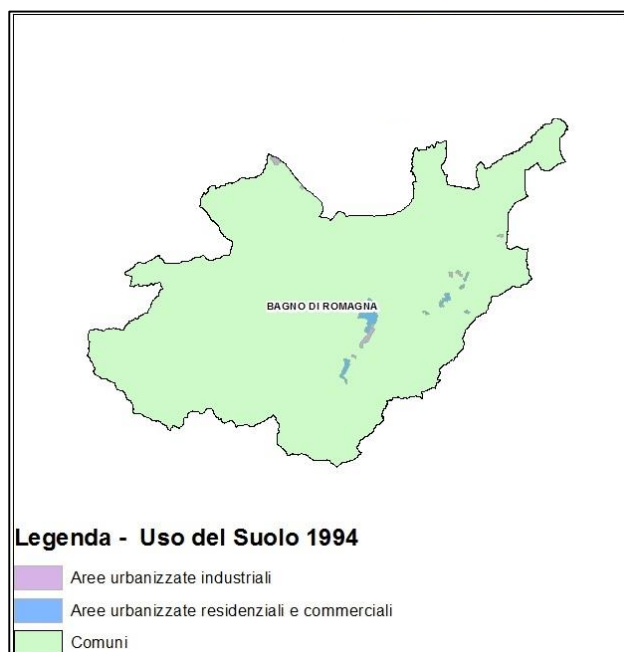 BAGNO DI ROMAGNA
Legenda - Uso del Suolo 1994
Aree urbanizzate industriali
Aree urbanizzate residenziali e commerciali
Comuni